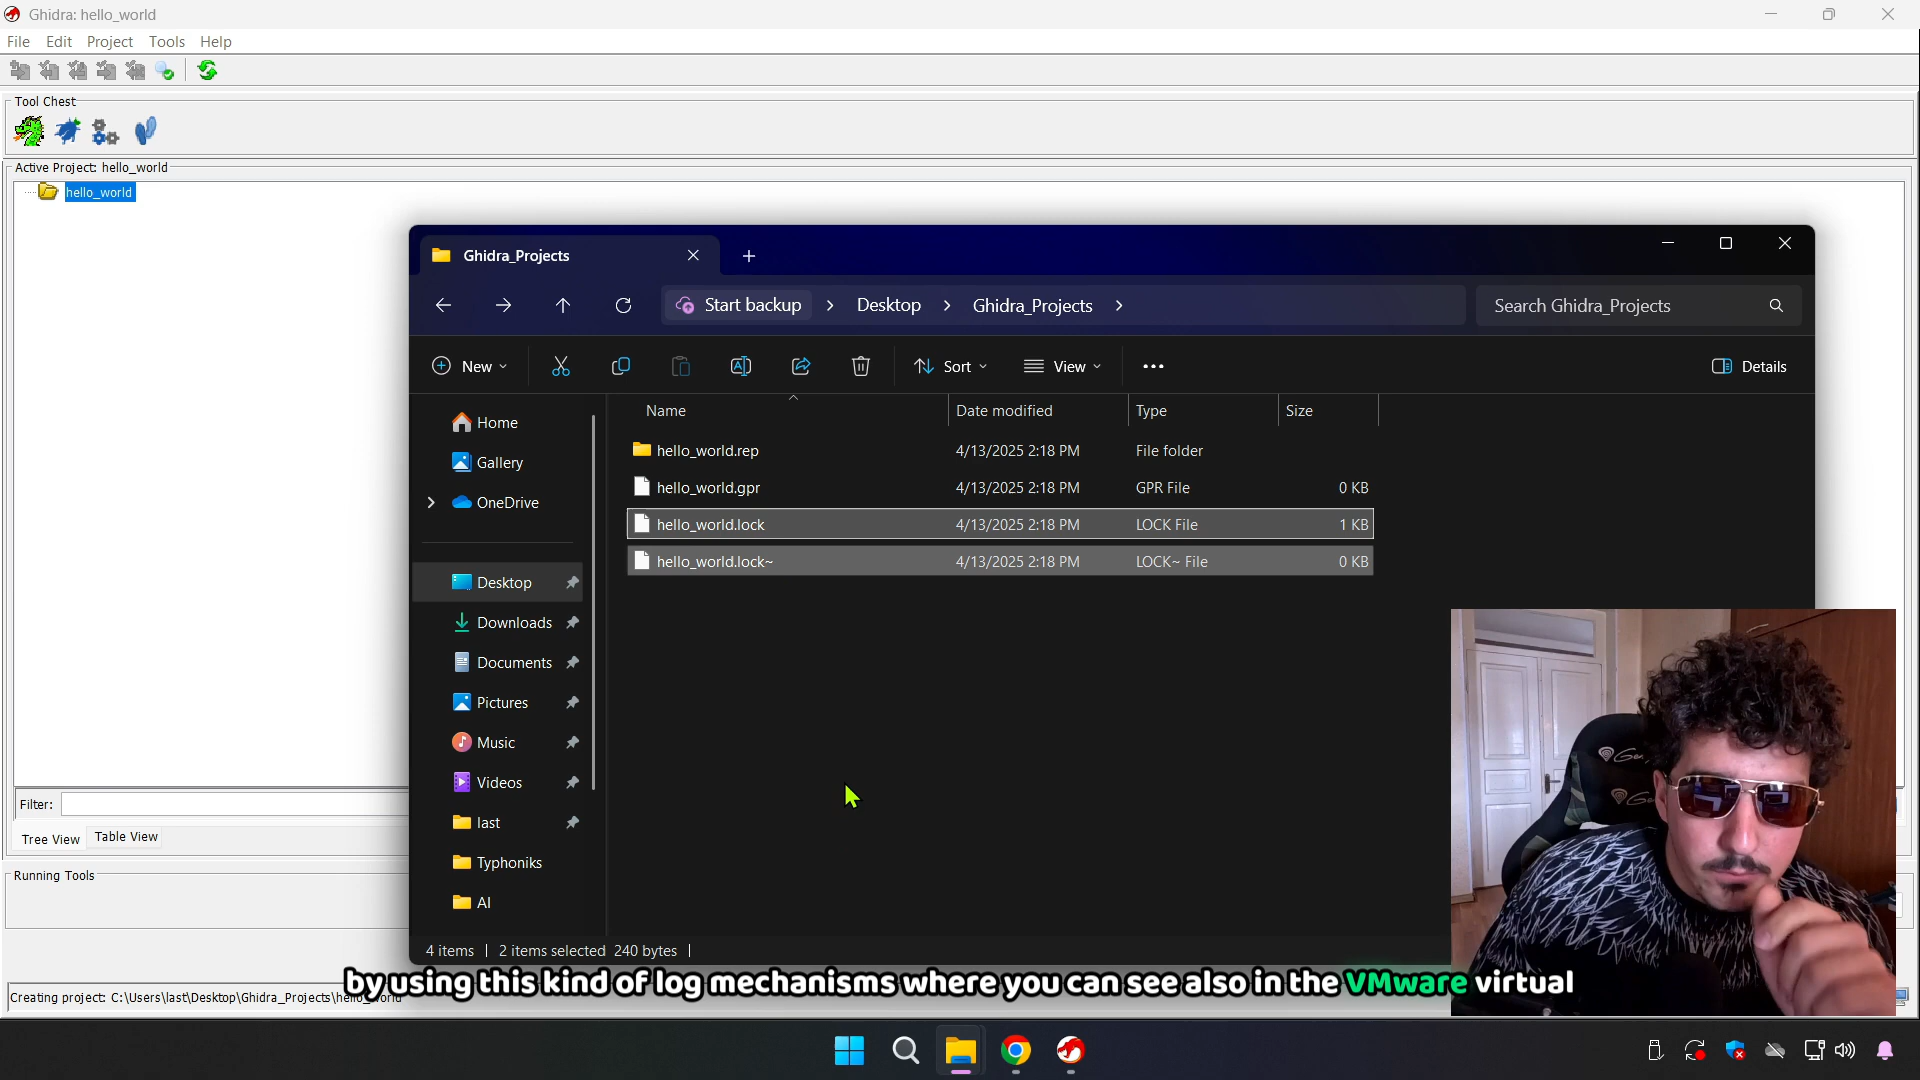 Ghidra: hello_world
File Edit Project Tools Help
Tool Chest
Active Project: hello_world
hello_world
Ghidra_Projects
Start backup > Desktop > Ghidra_Projects >
Search Ghidra_Projects
New
Sort
View
Details
Name Date modified Type Size
hello_world.rep 4/13/2025 2:18 PM File folder
hello_world.gpr 4/13/2025 2:18 PM GPR File 0 KB
hello_world.lock 4/13/2025 2:18 PM LOCK File 1 KB
hello_world.lock~ 4/13/2025 2:18 PM LOCK~ File 0 KB
Home
Gallery
OneDrive
Desktop
Downloads
Documents
Pictures
Music
Videos
last
Typhoniks
AI
4 items 2 items selected 240 bytes
Filter:
Tree View Table View
Running Tools
by using this kind of log mechanisms where you can see also in the VMware virtual
Creating project: C:\Users\last\Desktop\Ghidra_Projects\hello_world